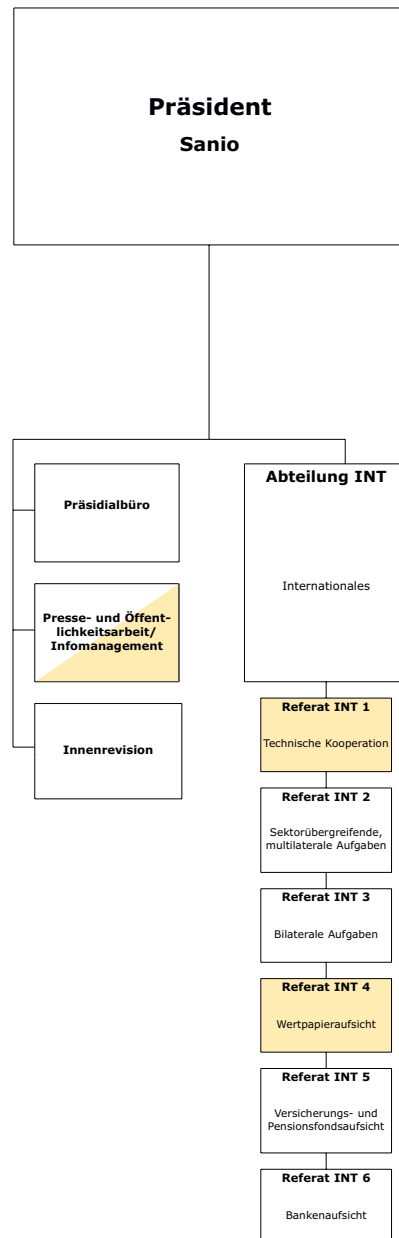 Präsident
Sanio
Präsidialbüro
Presse- und Öffent-
lichkeitsarbeit/
Infomanagement
Innenrevision
Abteilung INT
Internationales
Referat INT 1
Technische Kooperation
Referat INT 2
Sektorübergreifende,
multilaterale Aufgaben
Referat INT 3
Bilaterale Aufgaben
Referat INT 4
Wertpapieraufsicht
Referat INT 5
Versicherungs- und
Pensionsfondsaufsicht
Referat INT 6
Bankenaufsicht